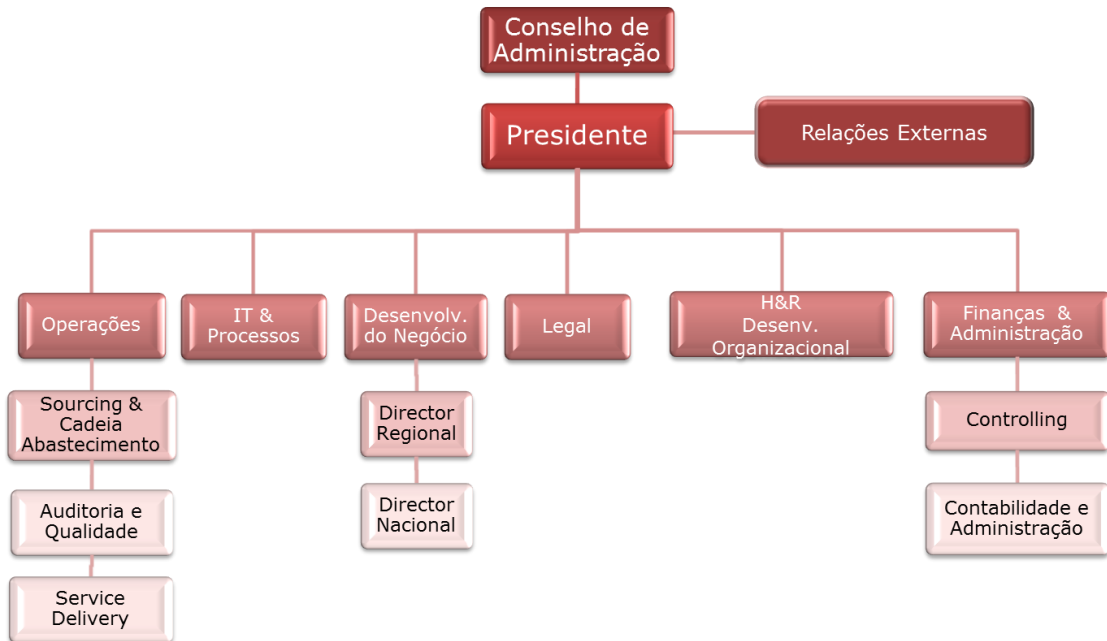 Conselho de
Administração
Presidente
Relações Externas
Operações
IT &
Processos
Desenvolv.
do Negócio
Legal
H&R
Desenv.
Organizacional
Finanças &
Administração
Sourcing &
Cadeia
Abastecimento
Director
Regional
Controlling
Auditoria e
Qualidade
Director
Nacional
Contabilidade e
Administração
Service
Delivery